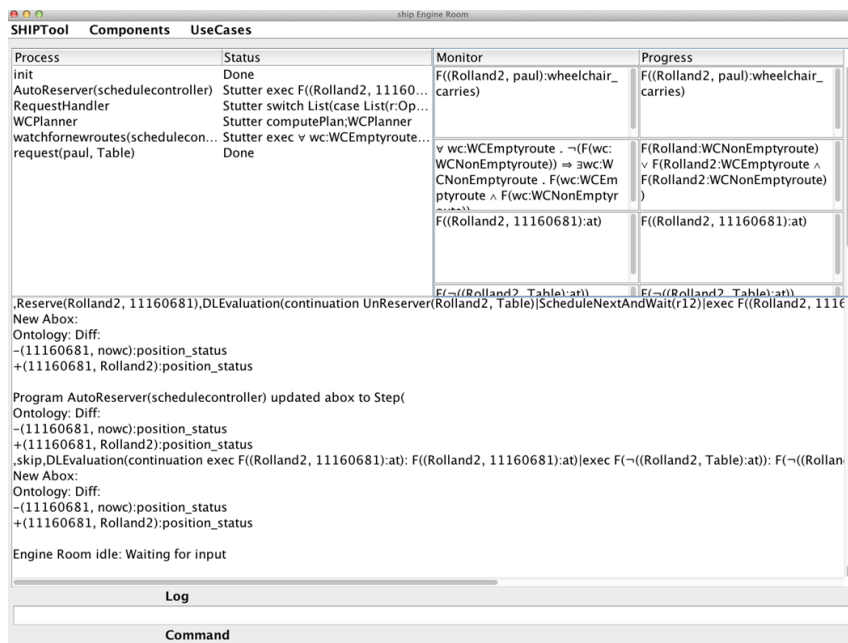 ship Engine Room
SHIPTool Components UseCases
Process Status Monitor Progress
init Done
AutoReserver(schedulecontroller) Stutter exec F((Rolland2, 11160...
RequestHandler Stutter switch List(case List(r:Op...
WCPlanner Stutter computePlan;WCPlanner
watchfornewroutes(schedulecon... Stutter exec ∀ wc:WCEmptyroute...
request(paul, Table) Done
F((Rolland2, paul):wheelchair_
carries)
F((Rolland2, paul):wheelchair_
carries)
∀ wc:WCEmptyroute . ¬(F(wc:
WCNonEmptyroute)) ⇒ ∃wc:W
CNonEmptyroute . F(wc:WCEm
ptyroute ∧ F(wc:WCNonEmptyr
oute))
F(Rolland:WCNonEmptyroute)
∨ F(Rolland2:WCEmptyroute ∧
F(Rolland2:WCNonEmptyroute)
)
F((Rolland2, 11160681):at)
F((Rolland2, 11160681):at)
F(¬((Rolland2, Table):at))
F(¬((Rolland2, Table):at))
,Reserve(Rolland2, 11160681),DLEvaluation(continuation UnReserver(Rolland2, Table)|ScheduleNextAndWait(r12)|exec F((Rolland2, 1116
New Abox:
Ontology: Diff:
-(11160681, nowc):position_status
+(11160681, Rolland2):position_status
Program AutoReserver(schedulecontroller) updated abox to Step(
Ontology: Diff:
-(11160681, nowc):position_status
+(11160681, Rolland2):position_status
,skip,DLEvaluation(continuation exec F((Rolland2, 11160681):at): F((Rolland2, 11160681):at)|exec F(¬((Rolland2, Table):at)): F(¬((Rollan
New Abox:
Ontology: Diff:
-(11160681, nowc):position_status
+(11160681, Rolland2):position_status
Engine Room idle: Waiting for input
Log
Command